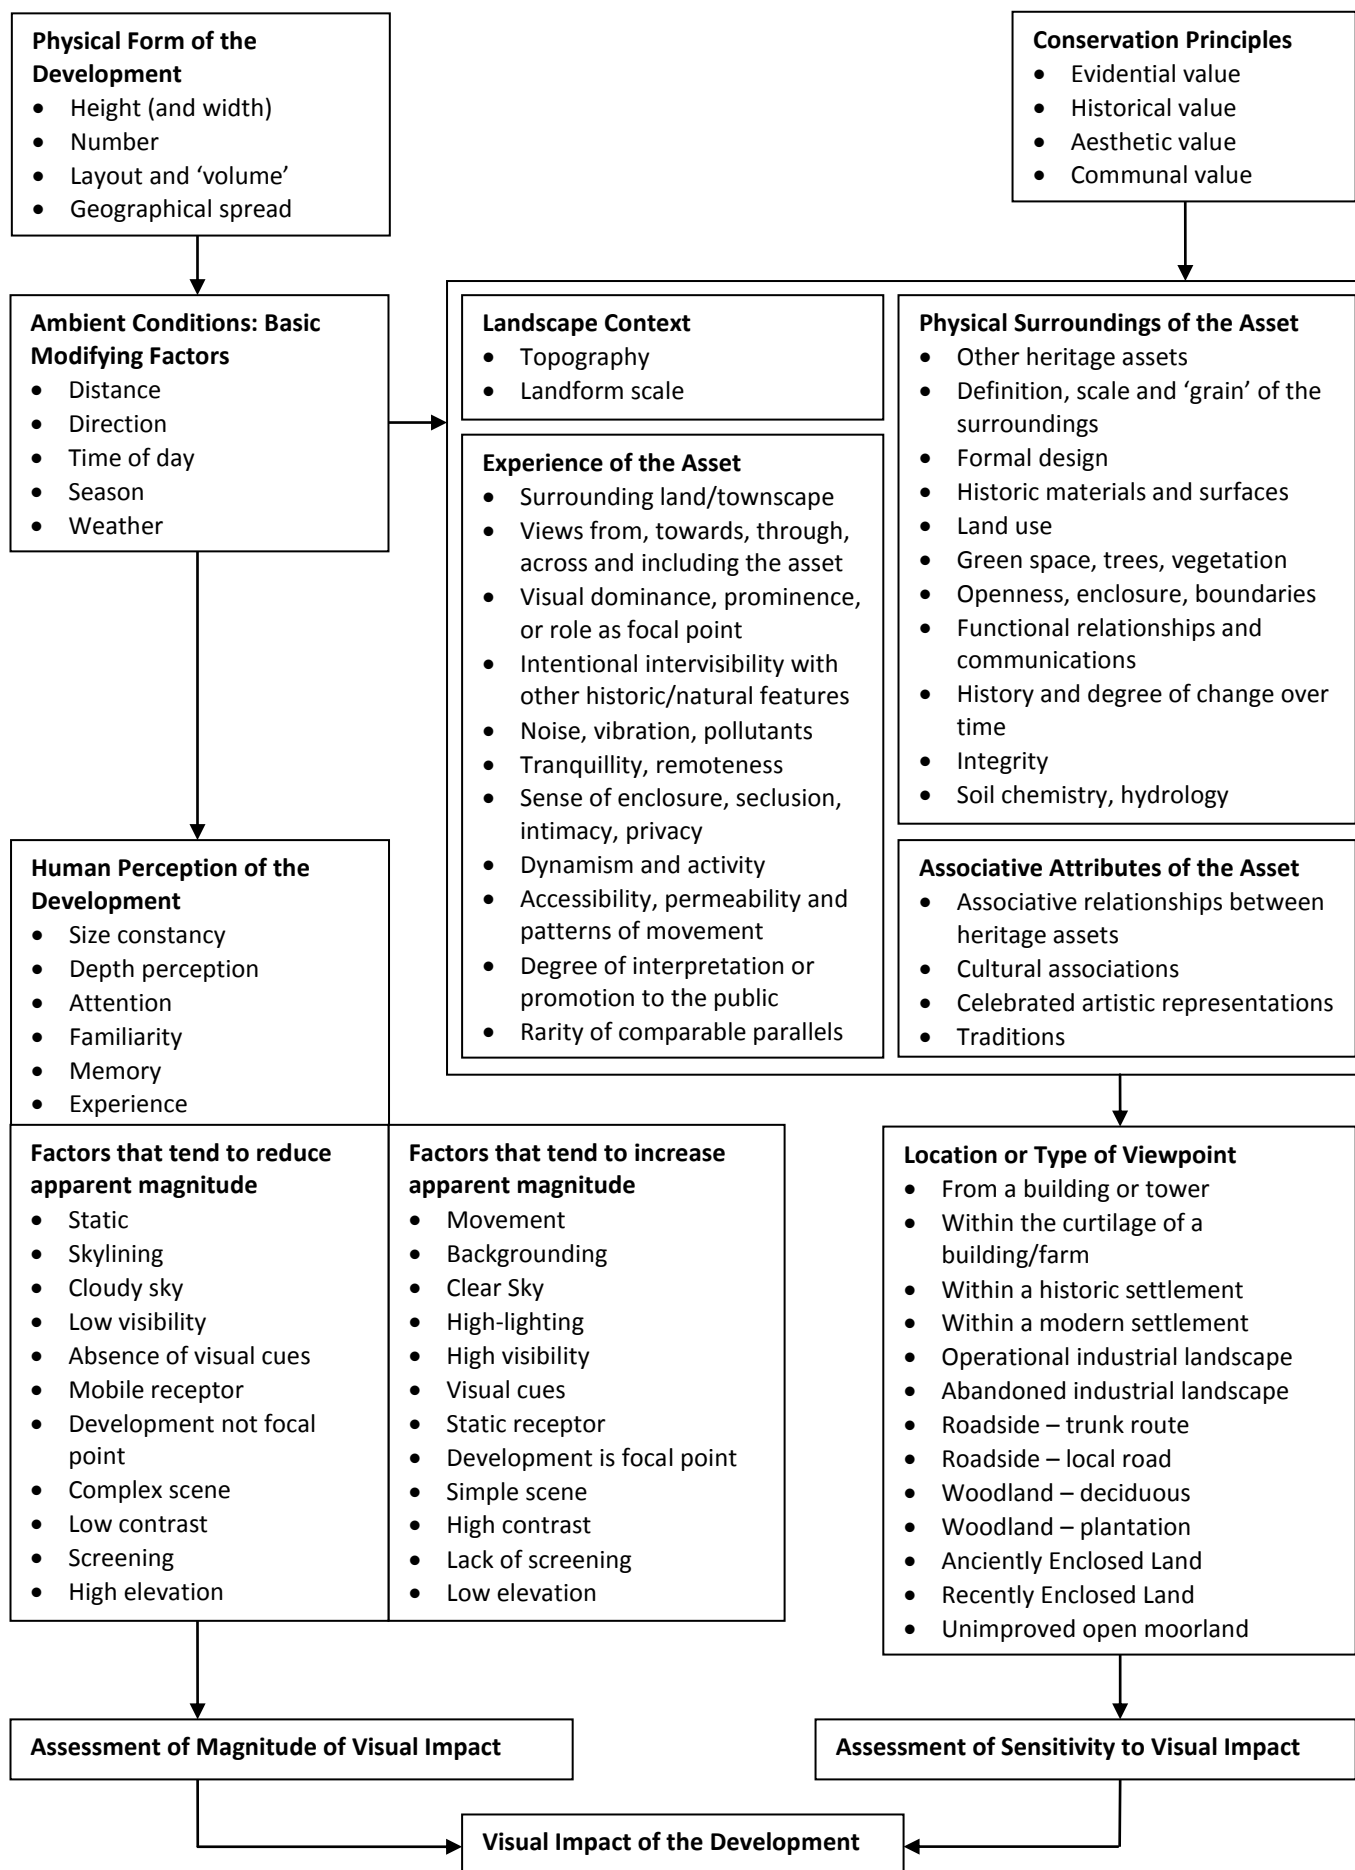 Physical Form of the
Development
• Height (and width)
• Number
• Layout and ‘volume’
• Geographical spread
Conservation Principles
• Evidential value
• Historical value
• Aesthetic value
• Communal value
Ambient Conditions: Basic
Modifying Factors
• Distance
• Direction
• Time of day
• Season
• Weather
Landscape Context
• Topography
• Landform scale
Experience of the Asset
• Surrounding land/townscape
• Views from, towards, through,
across and including the asset
• Visual dominance, prominence,
or role as focal point
• Intentional intervisibility with
other historic/natural features
• Noise, vibration, pollutants
• Tranquillity, remoteness
• Sense of enclosure, seclusion,
intimacy, privacy
• Dynamism and activity
• Accessibility, permeability and
patterns of movement
• Degree of interpretation or
promotion to the public
• Rarity of comparable parallels
Physical Surroundings of the Asset
• Other heritage assets
• Definition, scale and ‘grain’ of the
surroundings
• Formal design
• Historic materials and surfaces
• Land use
• Green space, trees, vegetation
• Openness, enclosure, boundaries
• Functional relationships and
communications
• History and degree of change over
time
• Integrity
• Soil chemistry, hydrology
Associative Attributes of the Asset
• Associative relationships between
heritage assets
• Cultural associations
• Celebrated artistic representations
• Traditions
Human Perception of the
Development
• Size constancy
• Depth perception
• Attention
• Familiarity
• Memory
• Experience
Factors that tend to reduce
apparent magnitude
• Static
• Skylining
• Cloudy sky
• Low visibility
• Absence of visual cues
• Mobile receptor
• Development not focal
point
• Complex scene
• Low contrast
• Screening
• High elevation
Factors that tend to increase
apparent magnitude
• Movement
• Backgrounding
• Clear Sky
• High-lighting
• High visibility
• Visual cues
• Static receptor
• Development is focal point
• Simple scene
• High contrast
• Lack of screening
• Low elevation
Location or Type of Viewpoint
• From a building or tower
• Within the curtilage of a
building/farm
• Within a historic settlement
• Within a modern settlement
• Operational industrial landscape
• Abandoned industrial landscape
• Roadside – trunk route
• Roadside – local road
• Woodland – deciduous
• Woodland – plantation
• Anciently Enclosed Land
• Recently Enclosed Land
• Unimproved open moorland
Assessment of Magnitude of Visual Impact
Assessment of Sensitivity to Visual Impact
Visual Impact of the Development